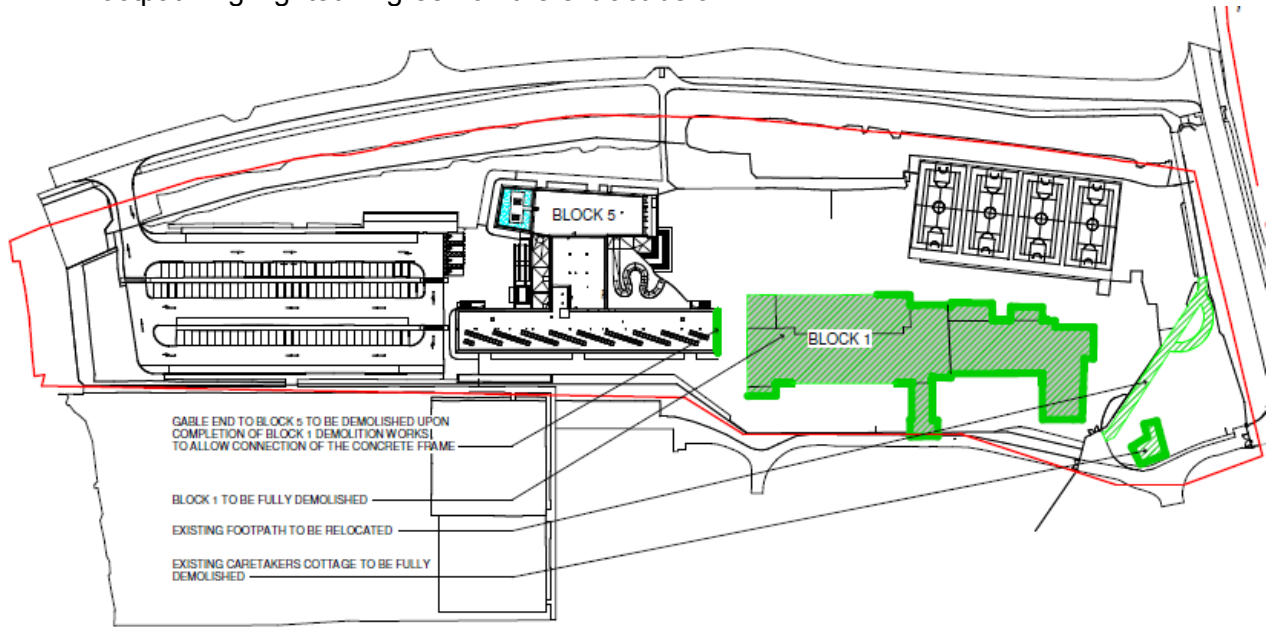 BLOCK 5
BLOCK 1
GABLE END TO BLOCK 5 TO BE DEMOLISHED UPON
COMPLETION OF BLOCK 1 DEMOLITION WORKS
TO ALLOW CONNECTION OF THE CONCRETE FRAME
BLOCK 1 TO BE FULLY DEMOLISHED
EXISTING FOOTPATH TO BE RELOCATED
EXISTING CARETAKERS COTTAGE TO BE FULLY
DEMOLISHED